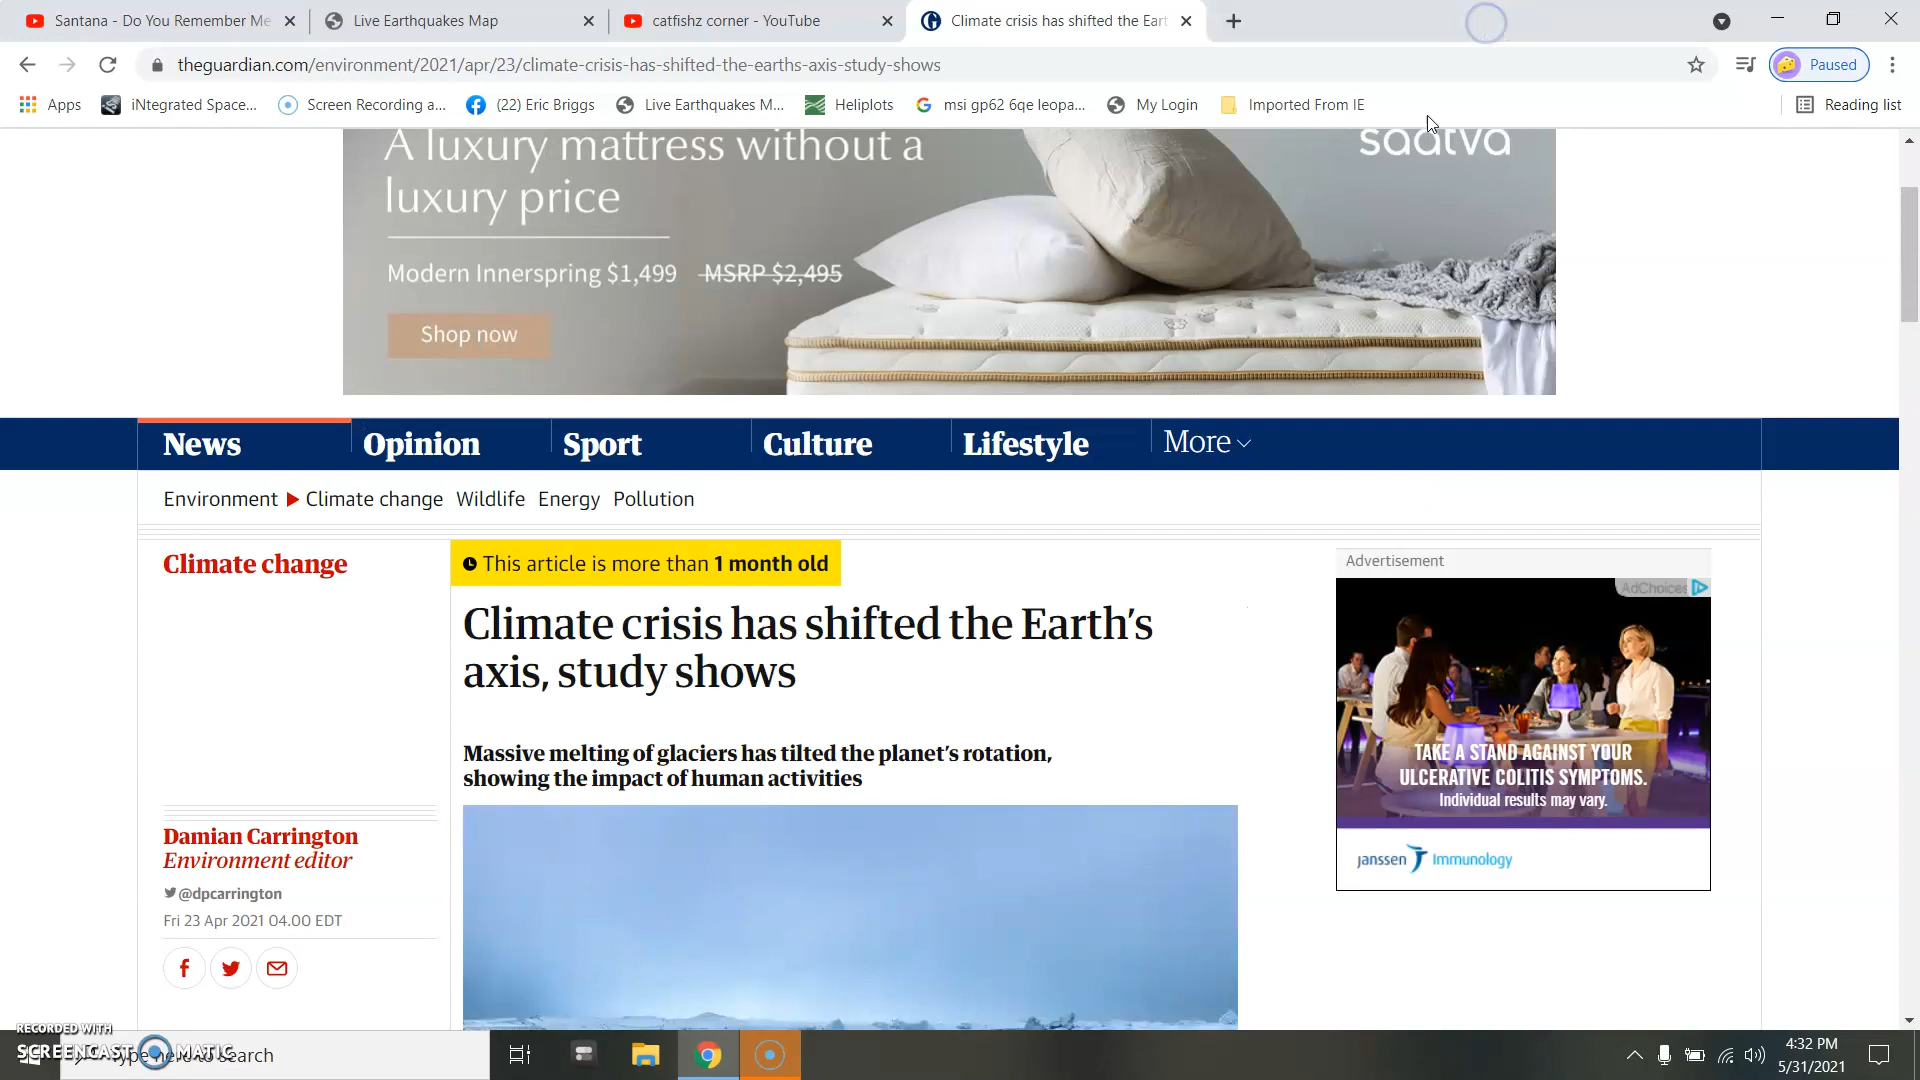 Santana - Do You Remember Me
Live Earthquakes Map
catfishz corner - YouTube
Climate crisis has shifted the Eart
theguardian.com/environment/2021/apr/23/climate-crisis-has-shifted-the-earths-axis-study-shows
Paused
Apps
iNtegrated Space...
Screen Recording a...
(22) Eric Briggs
Live Earthquakes M...
Heliplots
msi gp62 6qe leopa...
My Login
Imported From IE
Reading list
A luxury mattress without a
luxury price
saatva
Modern Innerspring $1,499 MSRP $2,495
Shop now
News
Opinion
Sport
Culture
Lifestyle
More
Environment
Climate change
Wildlife
Energy
Pollution
Climate change
This article is more than 1 month old
Climate crisis has shifted the Earth's
axis, study shows
Massive melting of glaciers has tilted the planet's rotation,
showing the impact of human activities
Damian Carrington
Environment editor
@dpcarrington
Fri 23 Apr 2021 04.00 EDT
Advertisement
AdChoices
TAKE A STAND AGAINST YOUR
ULCERATIVE COLITIS SYMPTOMS.
Individual results may vary.
janssen Immunology
RECORDED WITH
SCREENCAST MATIC
Type here to search
4:32 PM
5/31/2021